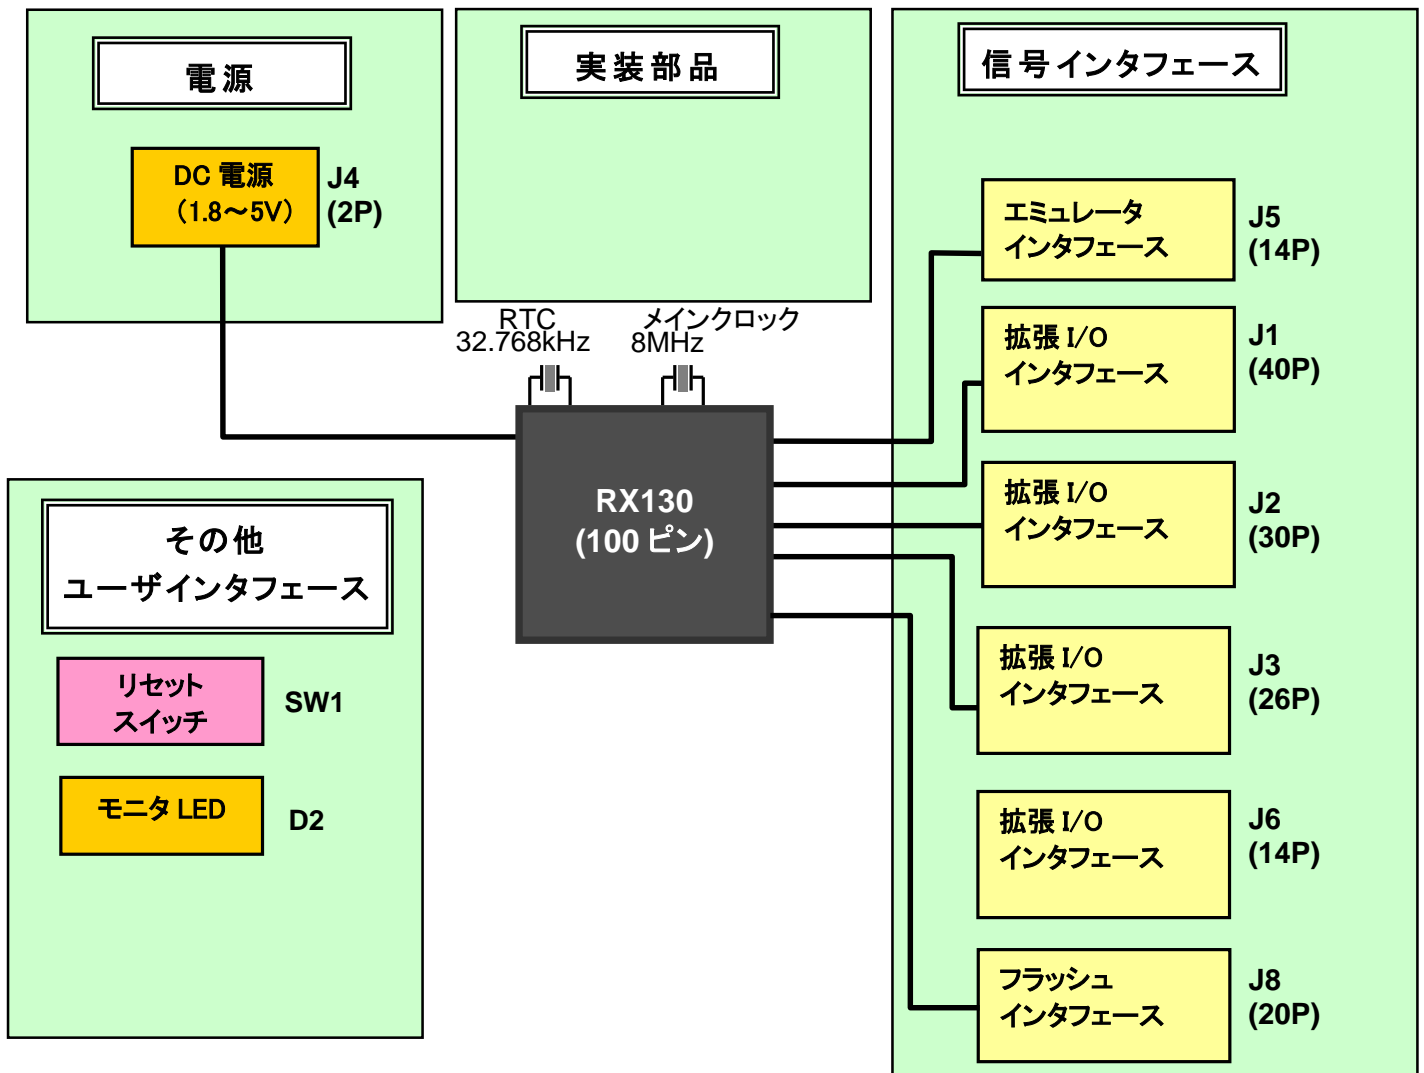 電源
DC 電源
（1.8～5V）
J4
(2P)
実装部品
RTC
32.768kHz
メインクロック
8MHz
RX130
(100 ピン)
その他
ユーザインタフェース
リセット
スイッチ
SW1
モニタ LED
D2
信号インタフェース
エミュレータ
インタフェース
J5
(14P)
拡張 I/O
インタフェース
J1
(40P)
拡張 I/O
インタフェース
J2
(30P)
拡張 I/O
インタフェース
J3
(26P)
拡張 I/O
インタフェース
J6
(14P)
フラッシュ
インタフェース
J8
(20P)